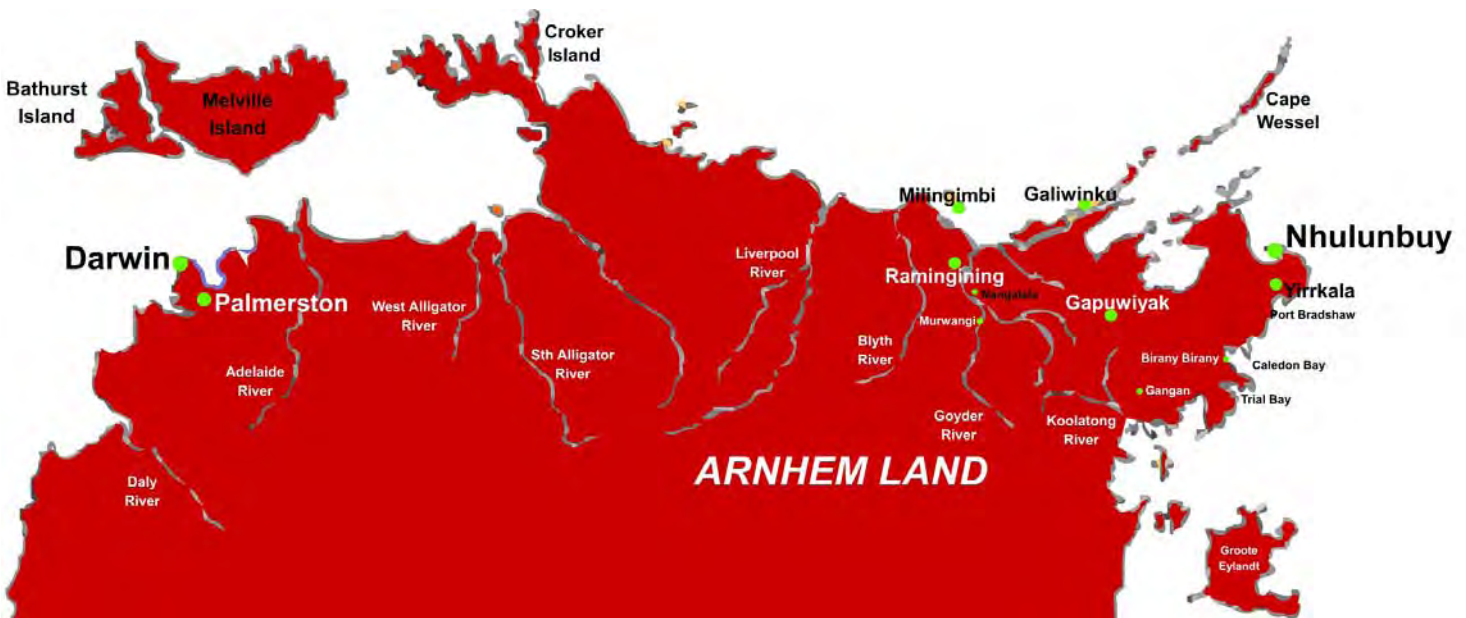 Croker
Island
Bathurst
Island
Melville
Island
Cape
Wessel
Milingimbi
Galiwinku
Darwin
Palmerston
Adelaide
River
West Alligator
River
Sth Alligator
River
Liverpool
River
Ramingining
Murwangi
Blyth
River
Goyder
River
Gapuwiyak
Nhulunbuy
Yirrkala
Port Bradshaw
Birany Birany
Caledon Bay
Gangan
Trial Bay
Koolatong
River
ARNHEM LAND
Daly
River
Groote
Eylandt